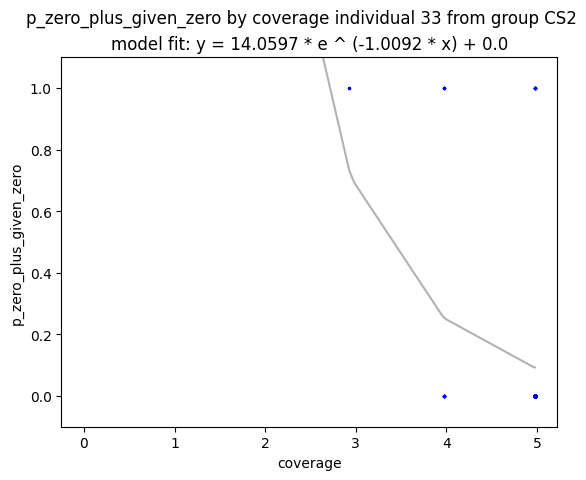 p_zero_plus_given_zero by coverage individual 33 from group CS2
model fit: y = 14.0597 * e ^ (-1.0092 * x) + 0.0
1.0
0.8
0.6
0.4
0.2
0.0
p_zero_plus_given_zero
0 1 2 3 4 5
coverage